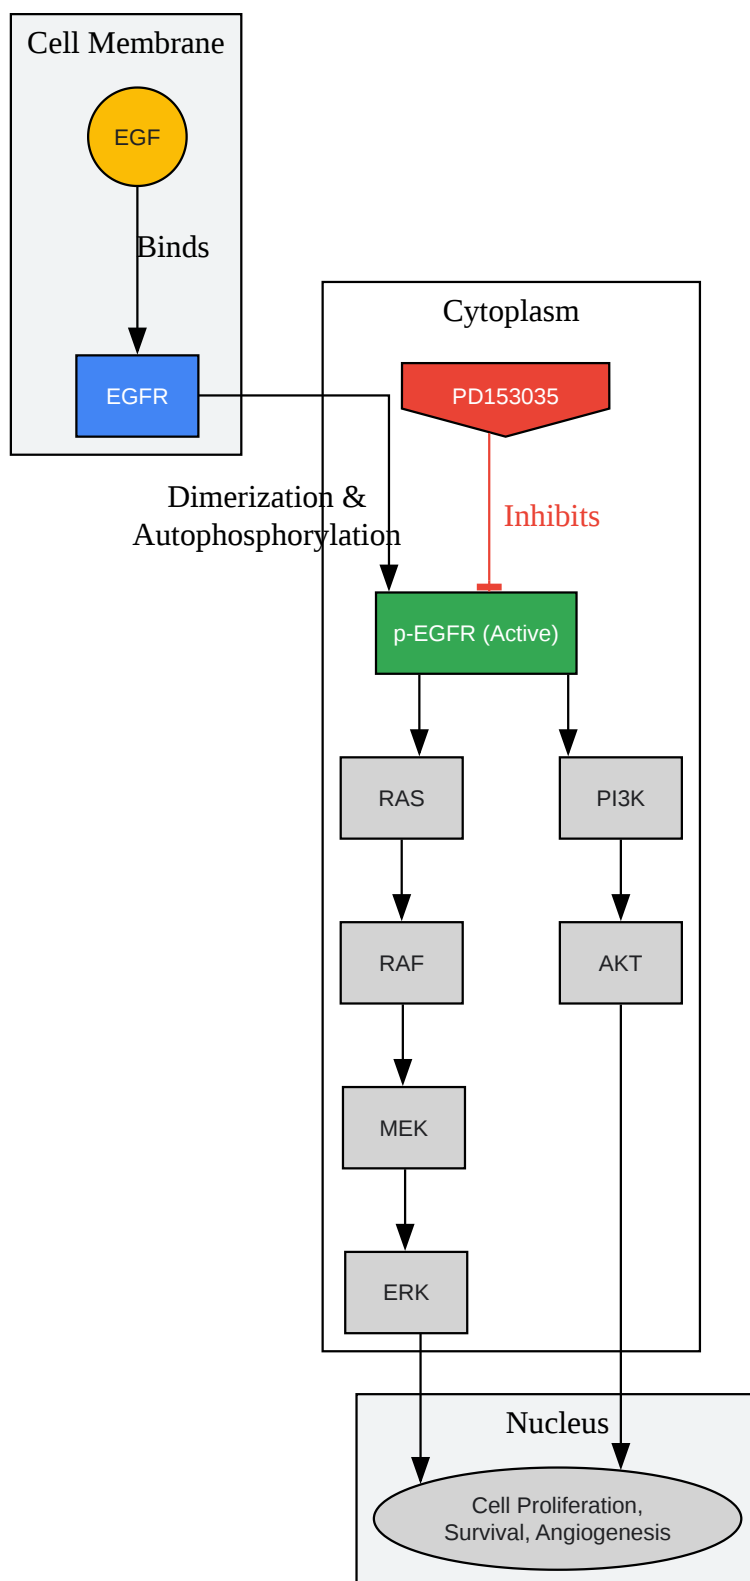 Cell Membrane
EGF
Binds
EGFR
Cytoplasm
PD153035
Dimerization &
Autophosphorylation
Inhibits
p-EGFR (Active)
RAS
PI3K
RAF
AKT
MEK
ERK
Nucleus
Cell Proliferation,
Survival, Angiogenesis